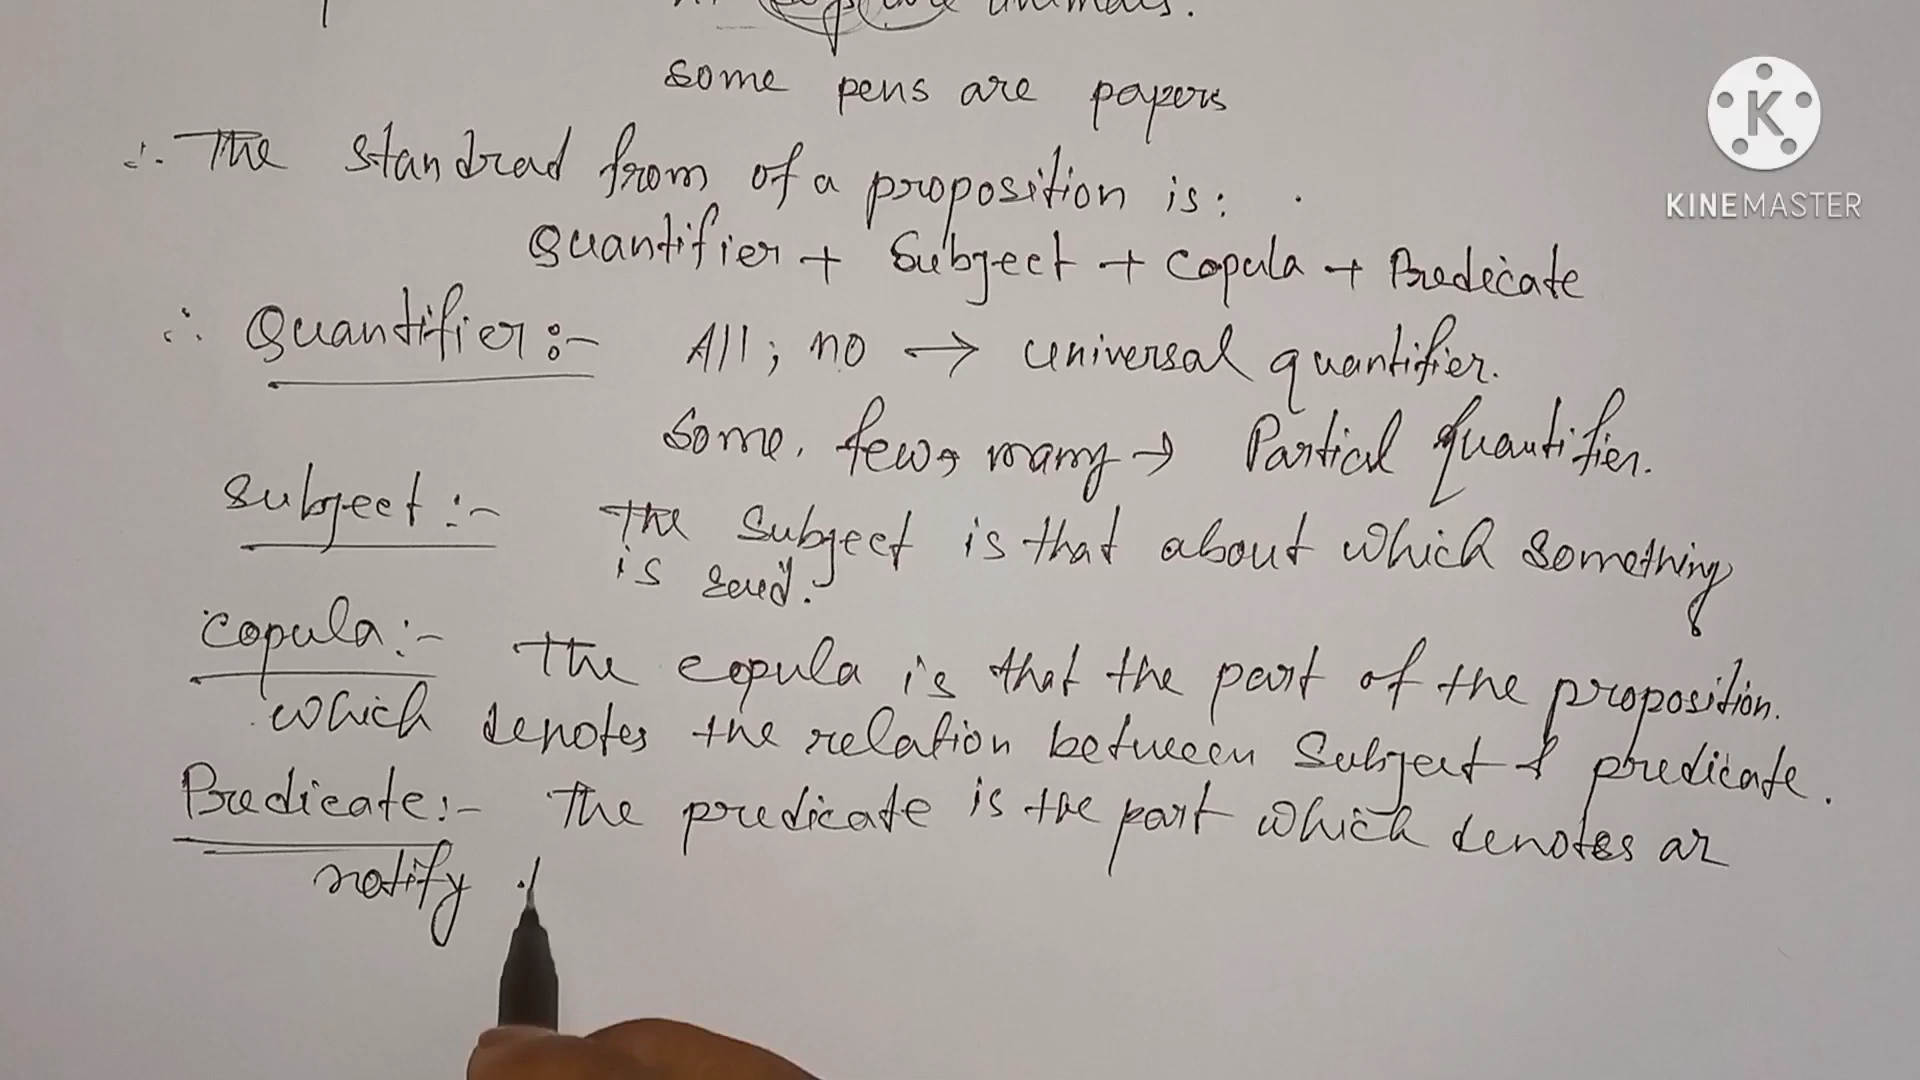 are animals.
some pens are papers
∴ The standrad from of a proposition is:
Quantifier + Subject + Copula + Predicate
∴ Quantifier:- All; no → universal quantifier.
Some, few, many → Partical quantifier.
Subject:- The Subject is that about which something
is said.
Copula:- The copula is that the part of the proposition.
which denotes the relation between Subject & predicate.
Predicate:- The predicate is the part which denotes or
notify
K
KINEMASTER